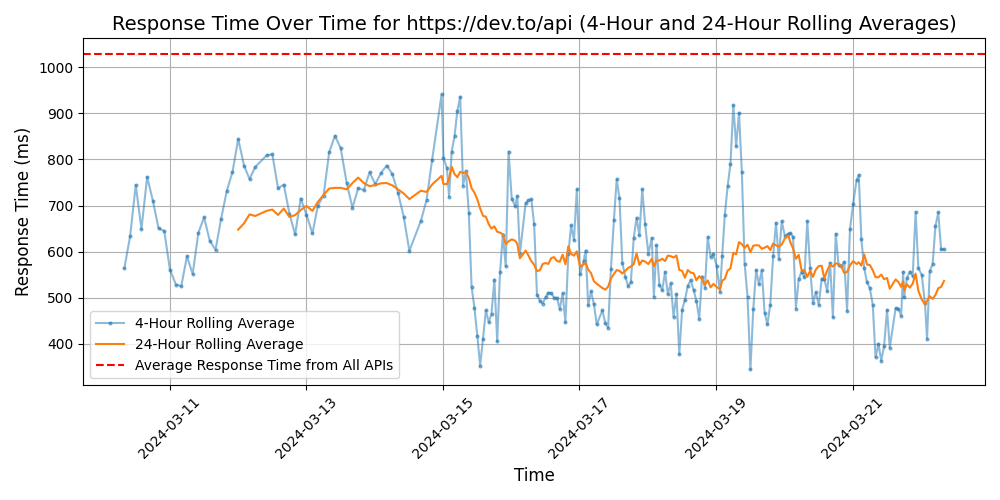 Response Time Over Time for https://dev.to/api (4-Hour and 24-Hour Rolling Averages)
Response Time (ms)
1000
900
800
700
600
500
400
4-Hour Rolling Average
24-Hour Rolling Average
Average Response Time from All APIs
2024-03-11
2024-03-13
2024-03-15
2024-03-17
2024-03-19
2024-03-21
Time